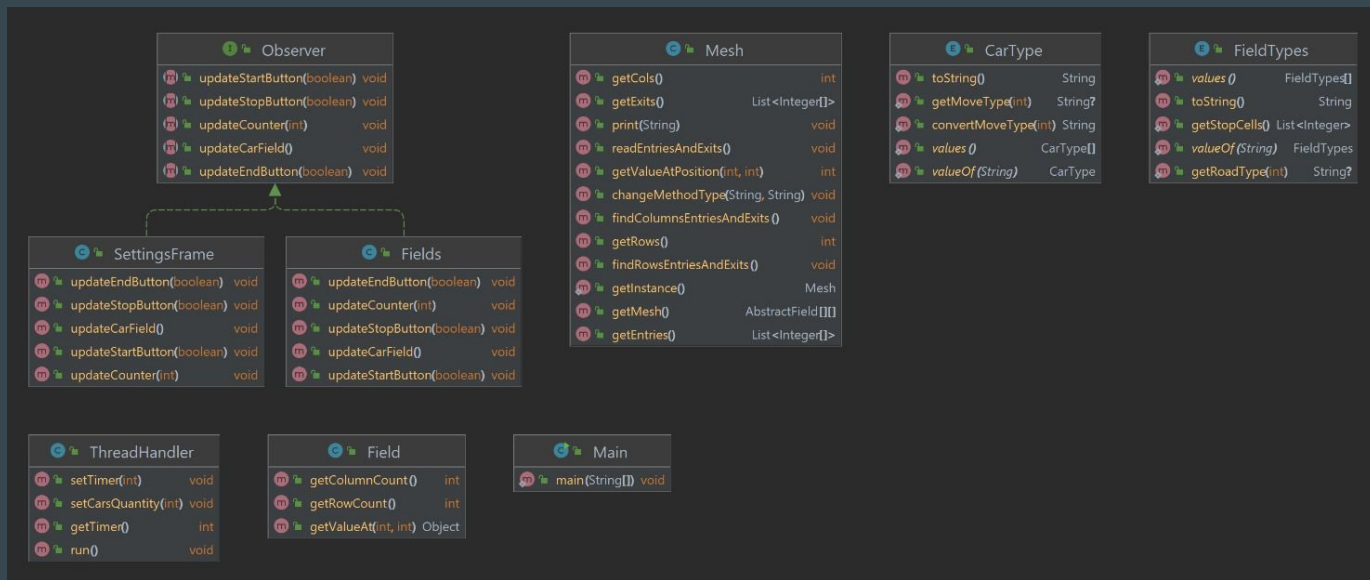 Observer
updateStartButton(boolean) void
updateStopButton(boolean) void
updateCounter(int) void
updateCarField() void
updateEndButton(boolean) void
Mesh
getCols() int
getExits() List<Integer[]>
print(String) void
readEntriesAndExits() void
getValueAtPosition(int, int) int
changeMethodType(String, String) void
findColumnsEntriesAndExits() void
getRows() int
findRowsEntriesAndExits() void
getInstance() Mesh
getMesh() AbstractField[][]
getEntries() List<Integer[]>
CarType
toString() String
getMoveType(int) String?
convertMoveType(int) String
values() CarType[]
valueOf(String) CarType
FieldTypes
values() FieldTypes[]
toString() String
getStopCells() List<Integer>
valueOf(String) FieldTypes
getRoadType(int) String?
SettingsFrame
updateEndButton(boolean) void
updateStopButton(boolean) void
updateCarField() void
updateStartButton(boolean) void
updateCounter(int) void
Fields
updateEndButton(boolean) void
updateCounter(int) void
updateStopButton(boolean) void
updateCarField() void
updateStartButton(boolean) void
ThreadHandler
setTimer(int) void
setCarsQuantity(int) void
getTimer() int
run() void
Field
getColumnCount() int
getRowCount() int
getValueAt(int, int) Object
Main
main(String[]) void